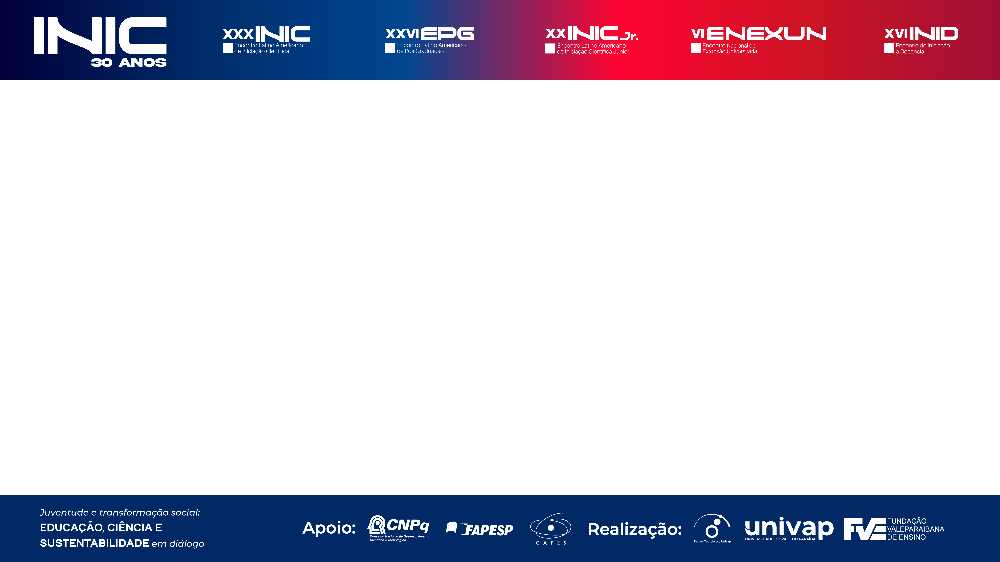 INIC
30 ANOS
XXX INIC
Encontro Latino Americano
de Iniciação Científica
XXVI EPG
Encontro Latino Americano
de Pós-Graduação
XX INIC Jr.
Encontro Latino Americano
de Iniciação Científica Júnior
VI ENEXUN
Encontro Nacional de
Extensão Universitária
XVI INID
Encontro de Iniciação
à Docência
Juventude e transformação social:
EDUCAÇÃO, CIÊNCIA E
SUSTENTABILIDADE em diálogo
Apoio:
CNPq
Conselho Nacional de Desenvolvimento
Científico e Tecnológico
FAPESP
CAPES
Realização:
Parque Tecnológico Univap
univap
UNIVERSIDADE DO VALE DO PARAÍBA
FVE
FUNDAÇÃO
VALEPARAIBANA
DE ENSINO